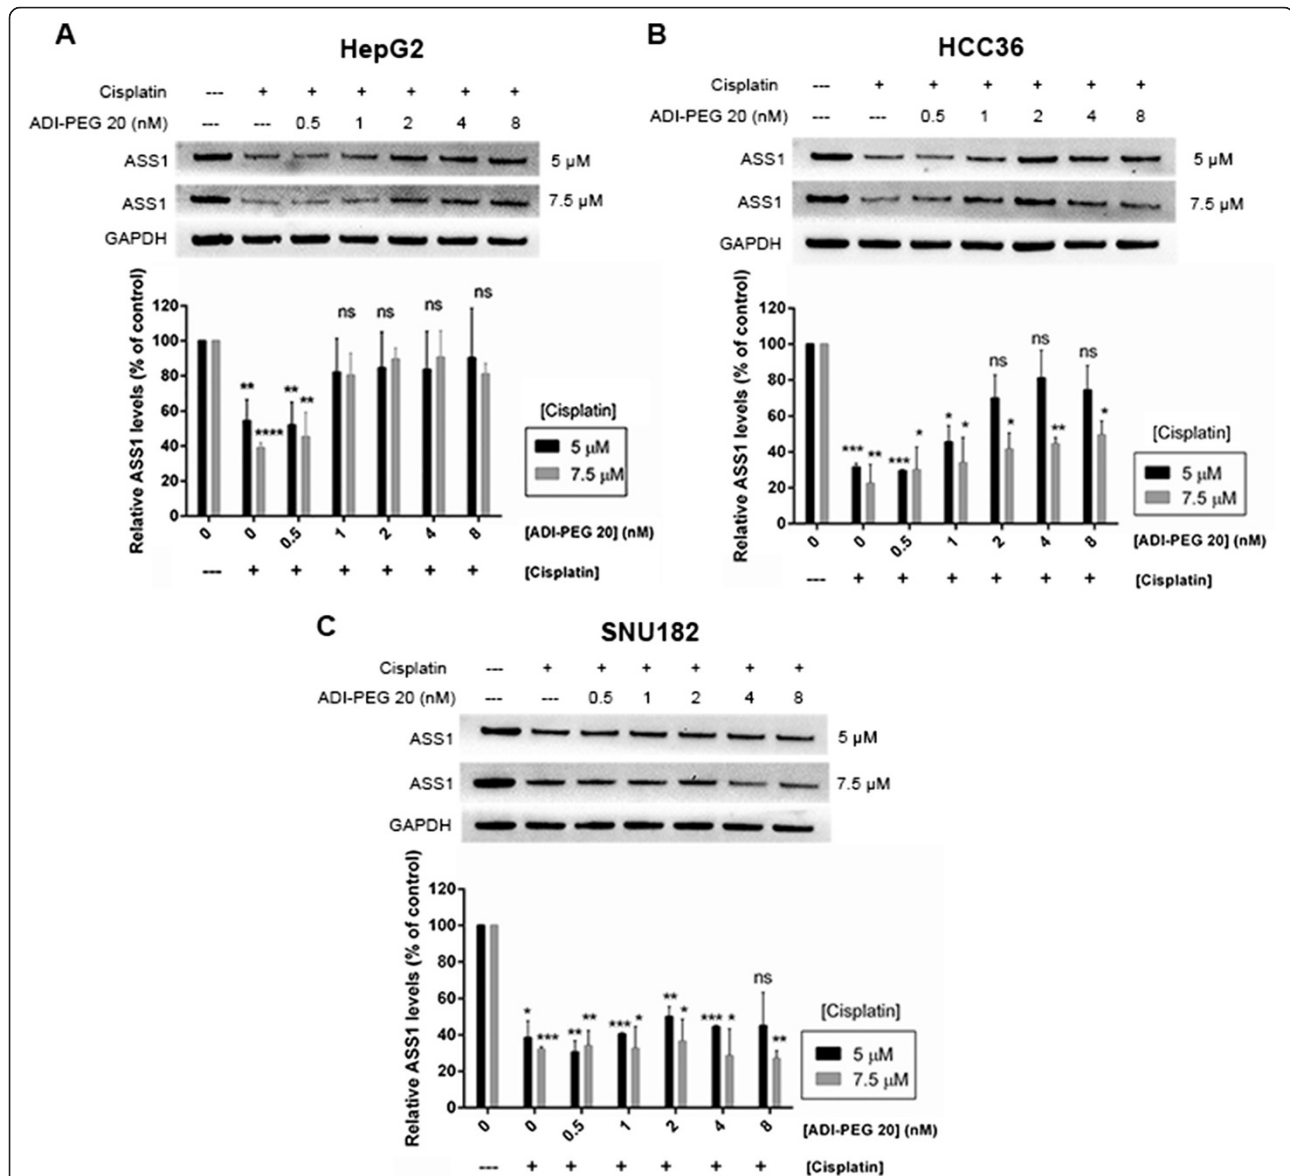 A
HepG2
Cisplatin --- + + + + + +
ADI-PEG 20 (nM) --- --- 0.5 1 2 4 8
ASS1 5 µM
ASS1 7.5 µM
GAPDH
Relative ASS1 levels (% of control)
120
100
80
60
40
20
0
** **** ** ** ns ns ns ns
[Cisplatin]
5 µM
7.5 µM
0 0 0.5 1 2 4 8 [ADI-PEG 20] (nM)
--- + + + + + + [Cisplatin]
B
HCC36
Cisplatin --- + + + + + +
ADI-PEG 20 (nM) --- --- 0.5 1 2 4 8
ASS1 5 µM
ASS1 7.5 µM
GAPDH
Relative ASS1 levels (% of control)
120
100
80
60
40
20
0
*** ** *** * * * ns * ns ** ns *
[Cisplatin]
5 µM
7.5 µM
0 0 0.5 1 2 4 8 [ADI-PEG 20] (nM)
--- + + + + + + [Cisplatin]
C
SNU182
Cisplatin --- + + + + + +
ADI-PEG 20 (nM) --- --- 0.5 1 2 4 8
ASS1 5 µM
ASS1 7.5 µM
GAPDH
Relative ASS1 levels (% of control)
120
100
80
60
40
20
0
* *** ** ** *** * ** * *** * ns **
[Cisplatin]
5 µM
7.5 µM
0 0 0.5 1 2 4 8 [ADI-PEG 20] (nM)
--- + + + + + + [Cisplatin]